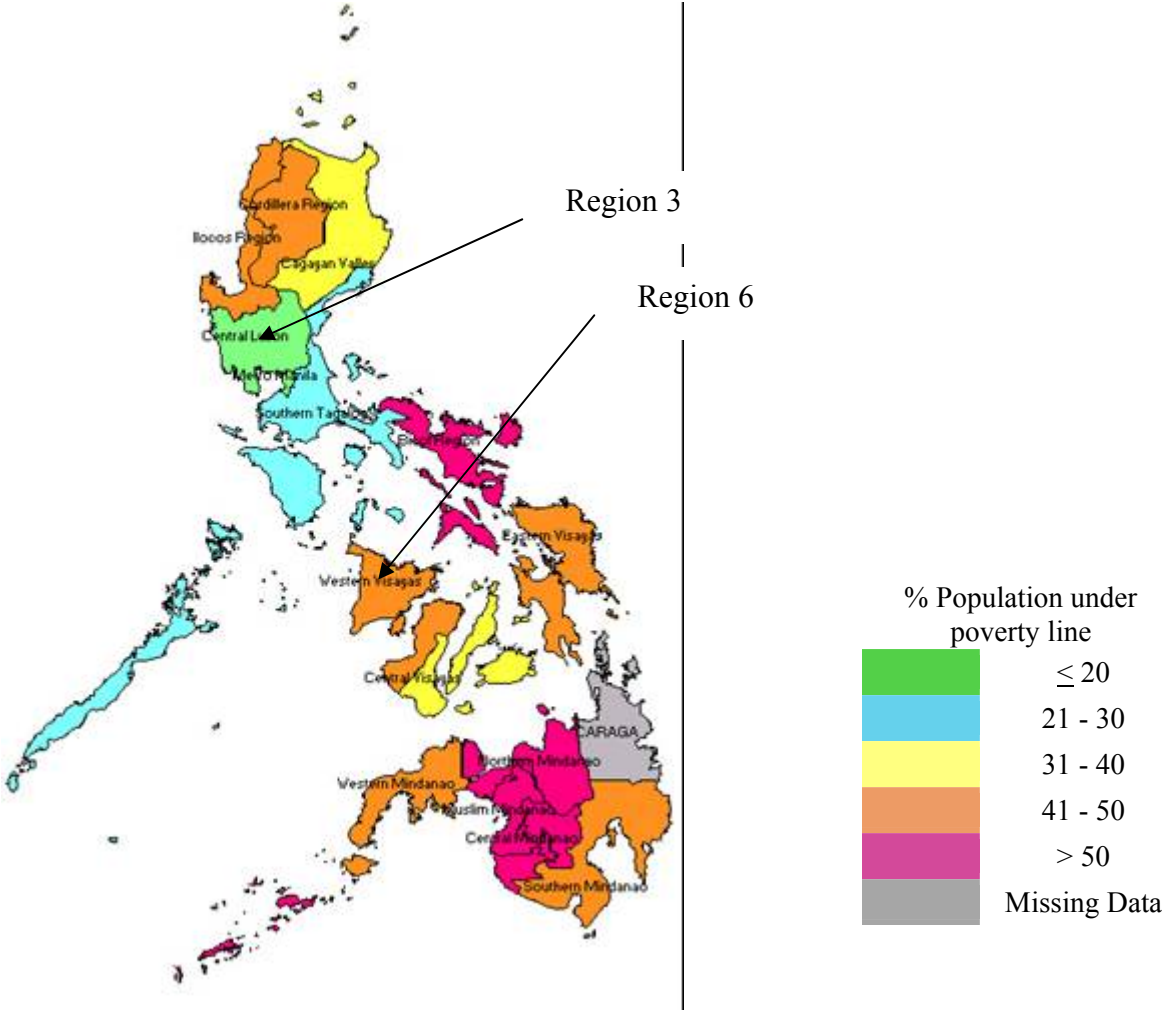 Region 3
Cordillera Region
Ilocos Region
Cagayan Valley
Region 6
Central Luzon
Metro Manila
Southern Tagalog
Bicol Region
Eastern Visayas
Western Visayas
Central Visayas
CARAGA
Northern Mindanao
Western Mindanao
Muslim Mindanao
Central Mindanao
Southern Mindanao
% Population under
poverty line
≤ 20
21 - 30
31 - 40
41 - 50
> 50
Missing Data